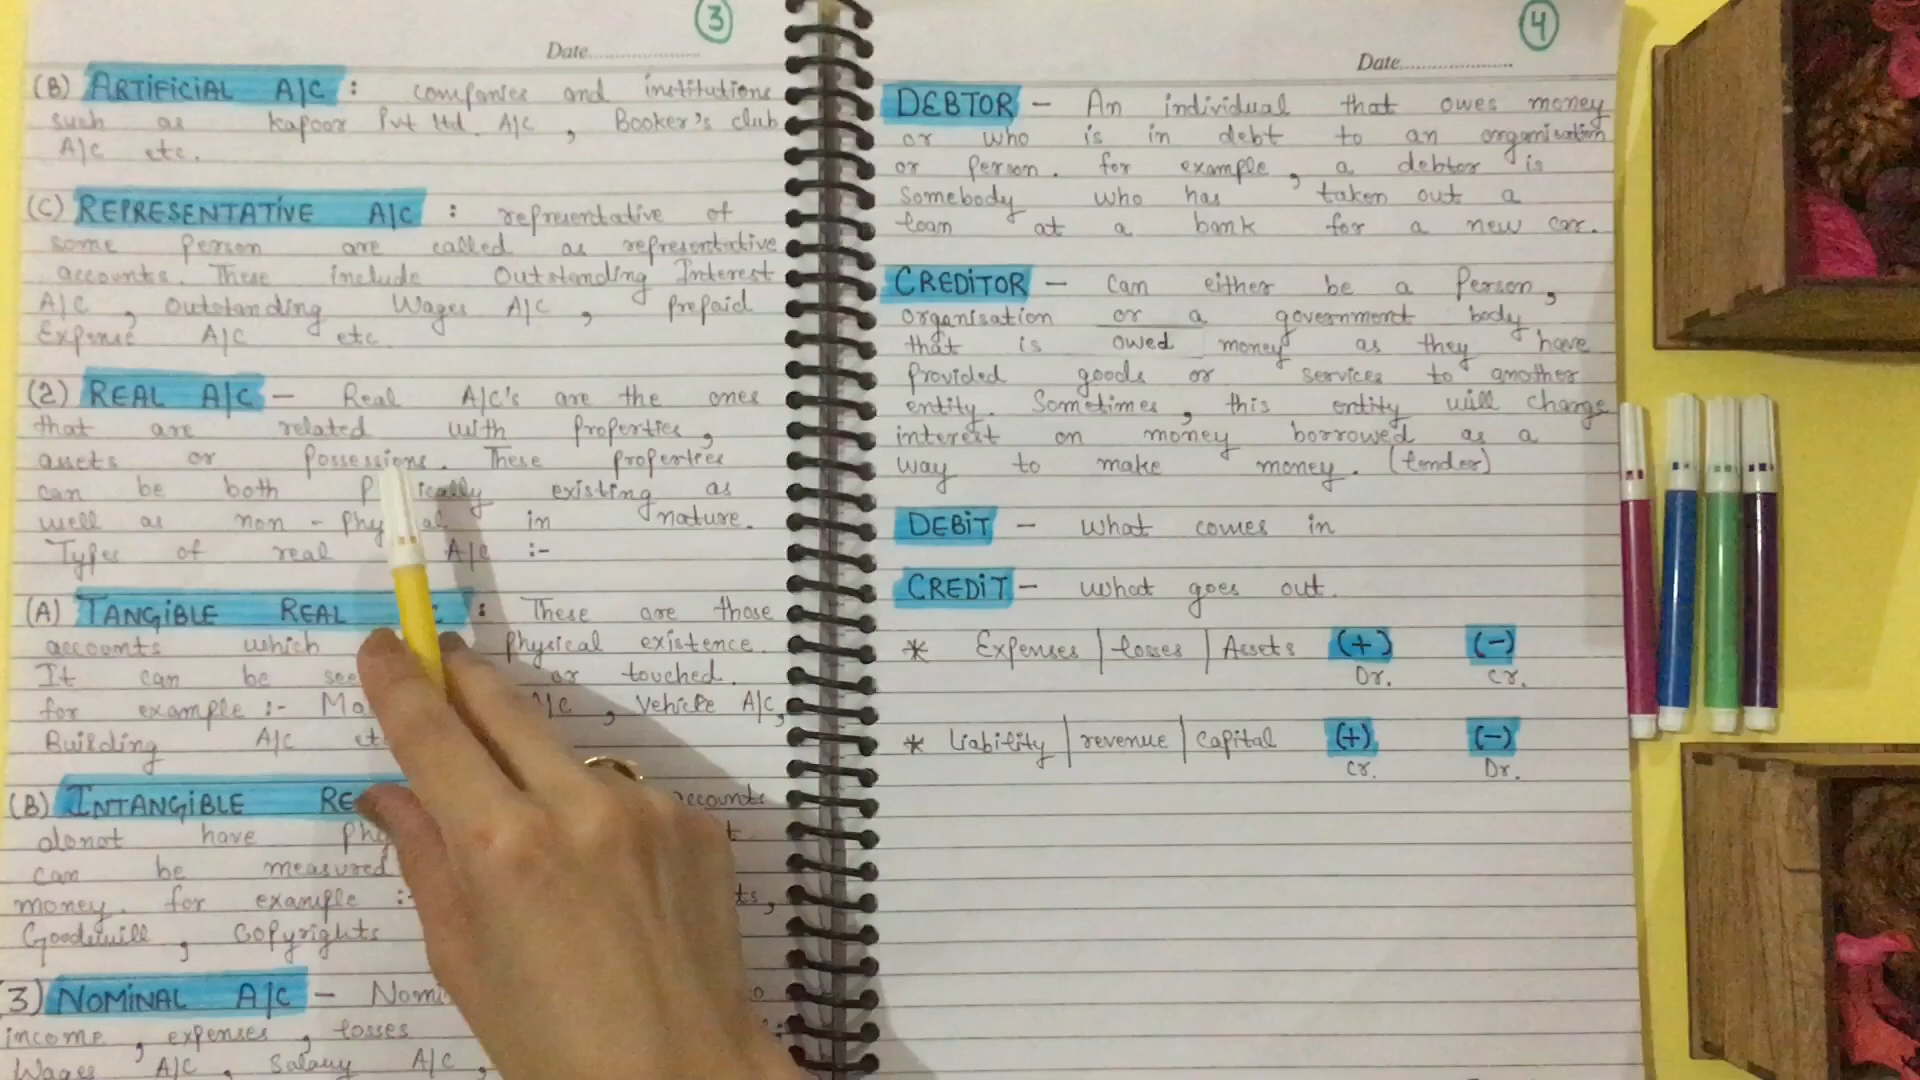 3
Date
(B) ARTIFICIAL A/C : companies and institutions
such as Kapoor Pvt ltd. A/C , Booker's club
A/C etc.
(C) REPRESENTATIVE A/C : representative of
some person are called as representative
accounts. These include Outstanding Interest
A/C , Outstanding Wages A/C , Prepaid
Expense A/C etc.
(2) REAL A/C - Real A/C's are the ones
that are related with properties,
assets or possessions. These properties
can be both existing as
well as non - in nature.
Types of real A/C :-
(A) TANGIBLE REAL : These are those
accounts which physical existence.
It can be or touched.
for example :- , Vehicle A/C,
Building A/C
(B) INTANGIBLE
donot have
can be measured
money. for example :-
Goodwill , Copyrights
3) NOMINAL A/C -
income , expenses , losses
Wages A/C , Salary A/C ,
4
Date
DEBTOR - An individual that owes money
or who is in debt to an organisation
or person. for example , a debtor is
somebody who has taken out a
loan at a bank for a new car.
CREDITOR - Can either be a Person,
organisation or a government body
that is owed money as they have
provided goods or services to another
entity. Sometimes , this entity will charge
interest on money borrowed as a
way to make money. (lender)
DEBIT - what comes in
CREDIT - what goes out.
* Expenses | losses | Assets (+) (-)
Dr. Cr.
* liability | revenue | capital (+) (-)
Cr. Dr.